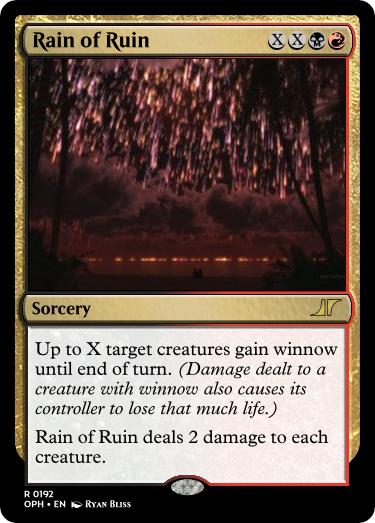 Rain of Ruin X X
Sorcery
Up to X target creatures gain winnow
until end of turn. (Damage dealt to a
creature with winnow also causes its
controller to lose that much life.)
Rain of Ruin deals 2 damage to each
creature.
R 0192
OPH • EN Ryan Bliss